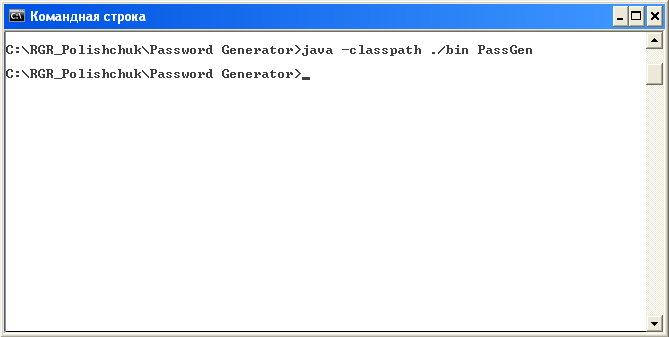 Командная строка
C:\RGR_Polishchuk\Password Generator>java -classpath ./bin PassGen
C:\RGR_Polishchuk\Password Generator>_